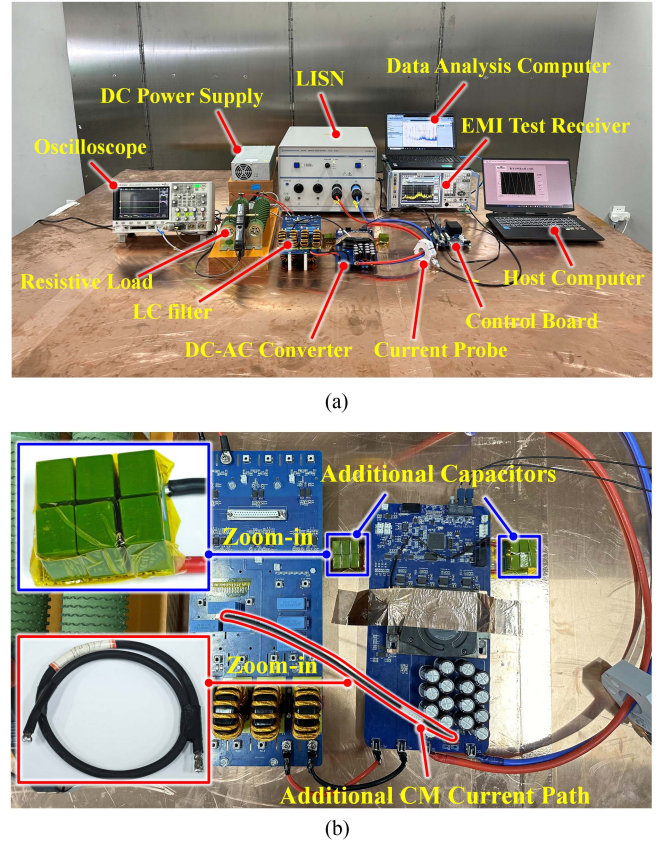 LISN
Data Analysis Computer
DC Power Supply
EMI Test Receiver
Oscilloscope
Resistive Load
LC filter
Host Computer
Control Board
DC-AC Converter
Current Probe
(a)
Additional Capacitors
Zoom-in
Zoom-in
Additional CM Current Path
(b)